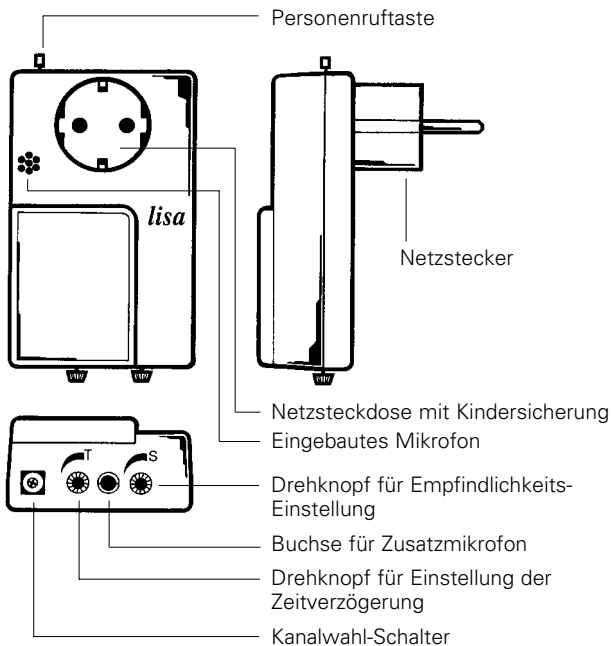 Personenruftaste
lisa
Netzstecker
Netzsteckdose mit Kindersicherung
Eingebautes Mikrofon
T
S
Drehknopf für Empfindlichkeits-
Einstellung
Buchse für Zusatzmikrofon
Drehknopf für Einstellung der
Zeitverzögerung
Kanalwahl-Schalter